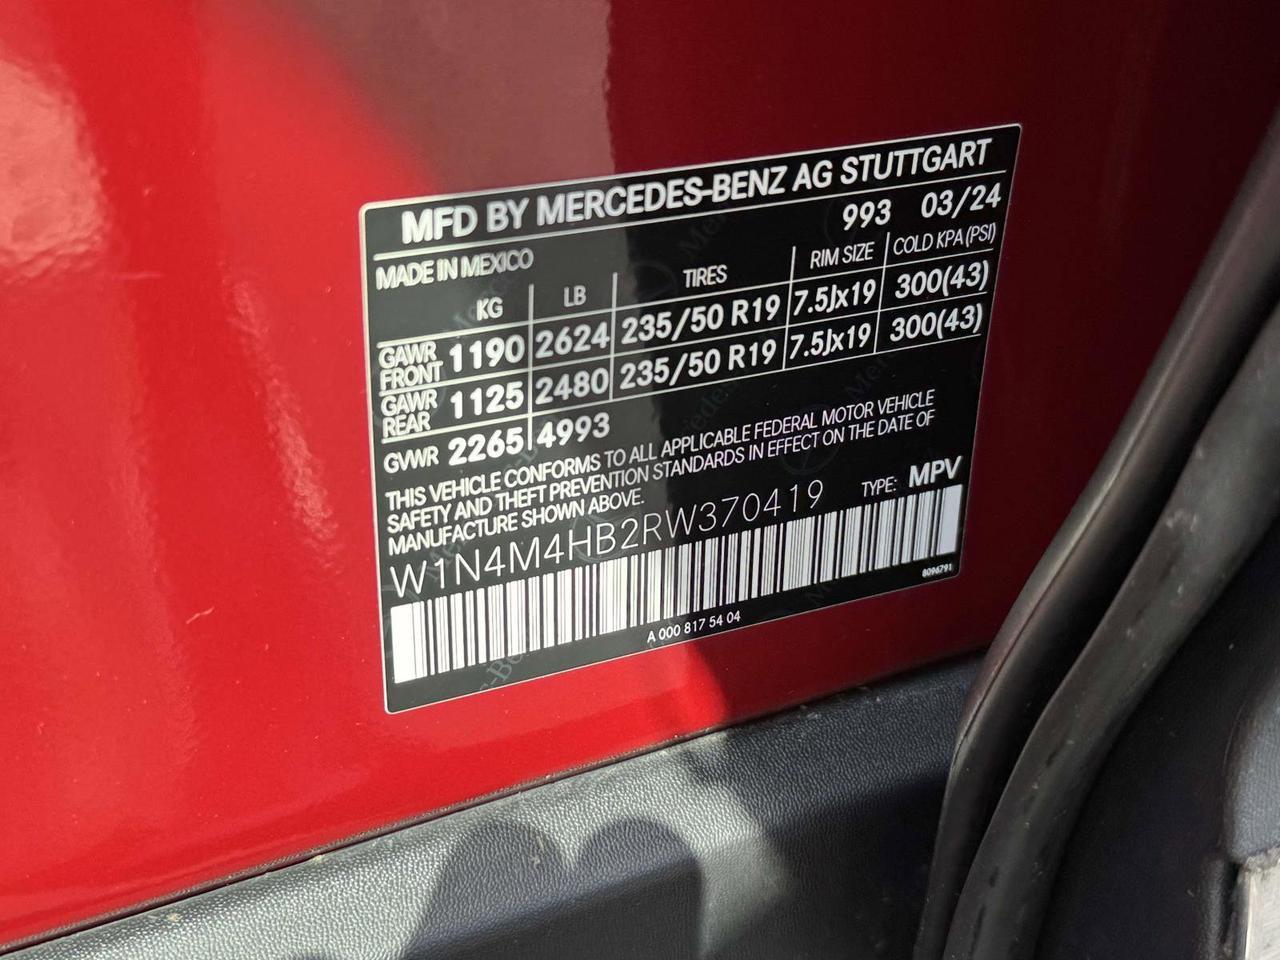 MFD BY MERCEDES-BENZ AG STUTTGART
993 03/24
MADE IN MEXICO
KG LB TIRES RIM SIZE COLD KPA (PSI)
GAWR FRONT 1190 2624 235/50 R19 7.5Jx19 300(43)
GAWR REAR 1125 2480 235/50 R19 7.5Jx19 300(43)
GVWR 2265 4993
THIS VEHICLE CONFORMS TO ALL APPLICABLE FEDERAL MOTOR VEHICLE
SAFETY AND THEFT PREVENTION STANDARDS IN EFFECT ON THE DATE OF
MANUFACTURE SHOWN ABOVE.
TYPE: MPV
W1N4M4HB2RW370419
8096791
A 000 817 54 04